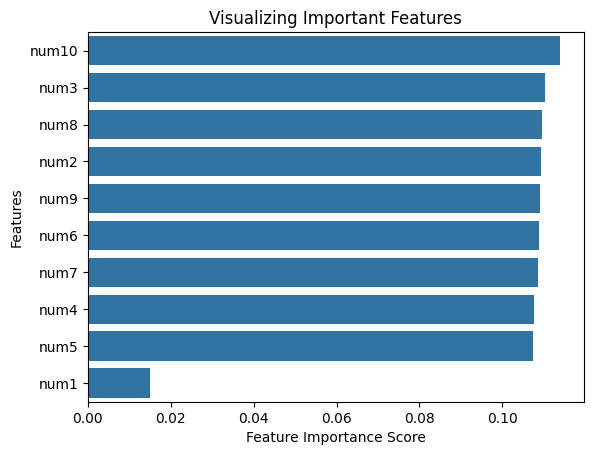 Visualizing Important Features
Features
num10
num3
num8
num2
num9
num6
num7
num4
num5
num1
0.00 0.02 0.04 0.06 0.08 0.10
Feature Importance Score